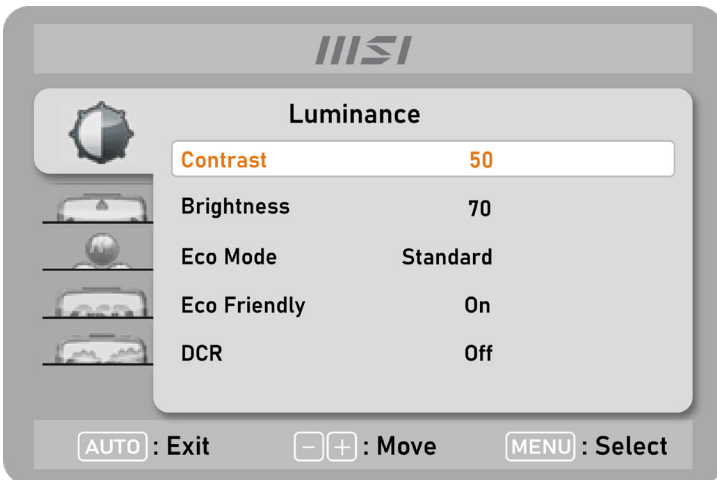 msi
Luminance
Contrast 50
Brightness 70
Eco Mode Standard
Eco Friendly On
DCR Off
AUTO : Exit - + : Move MENU : Select